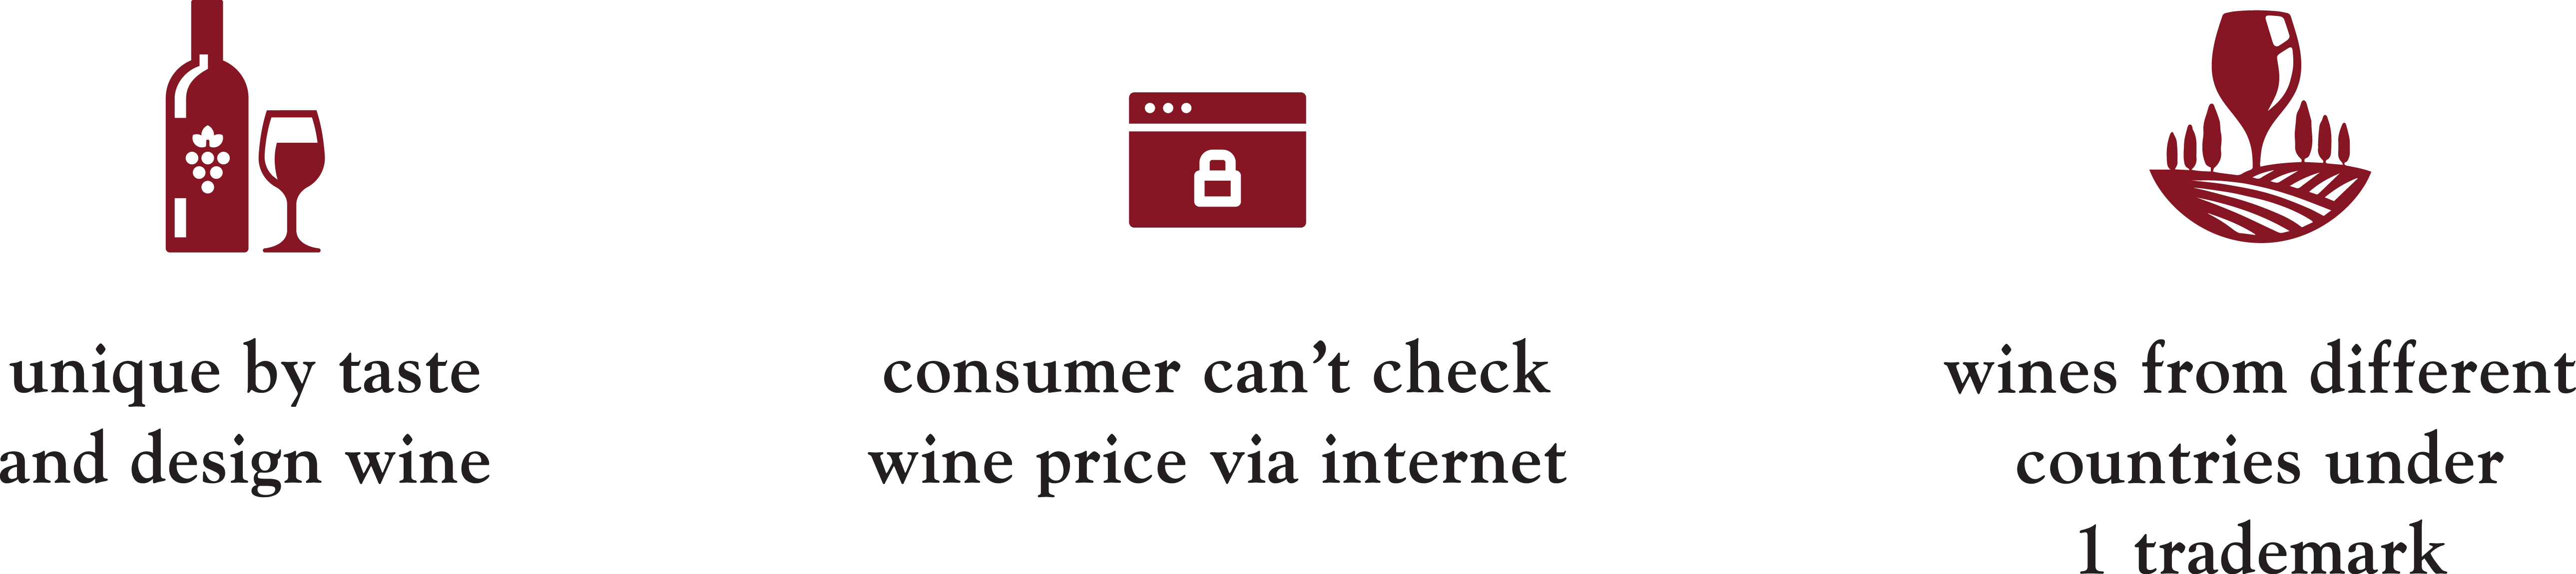 unique by taste
and design wine
consumer can’t check
wine price via internet
wines from different
countries under
1 trademark